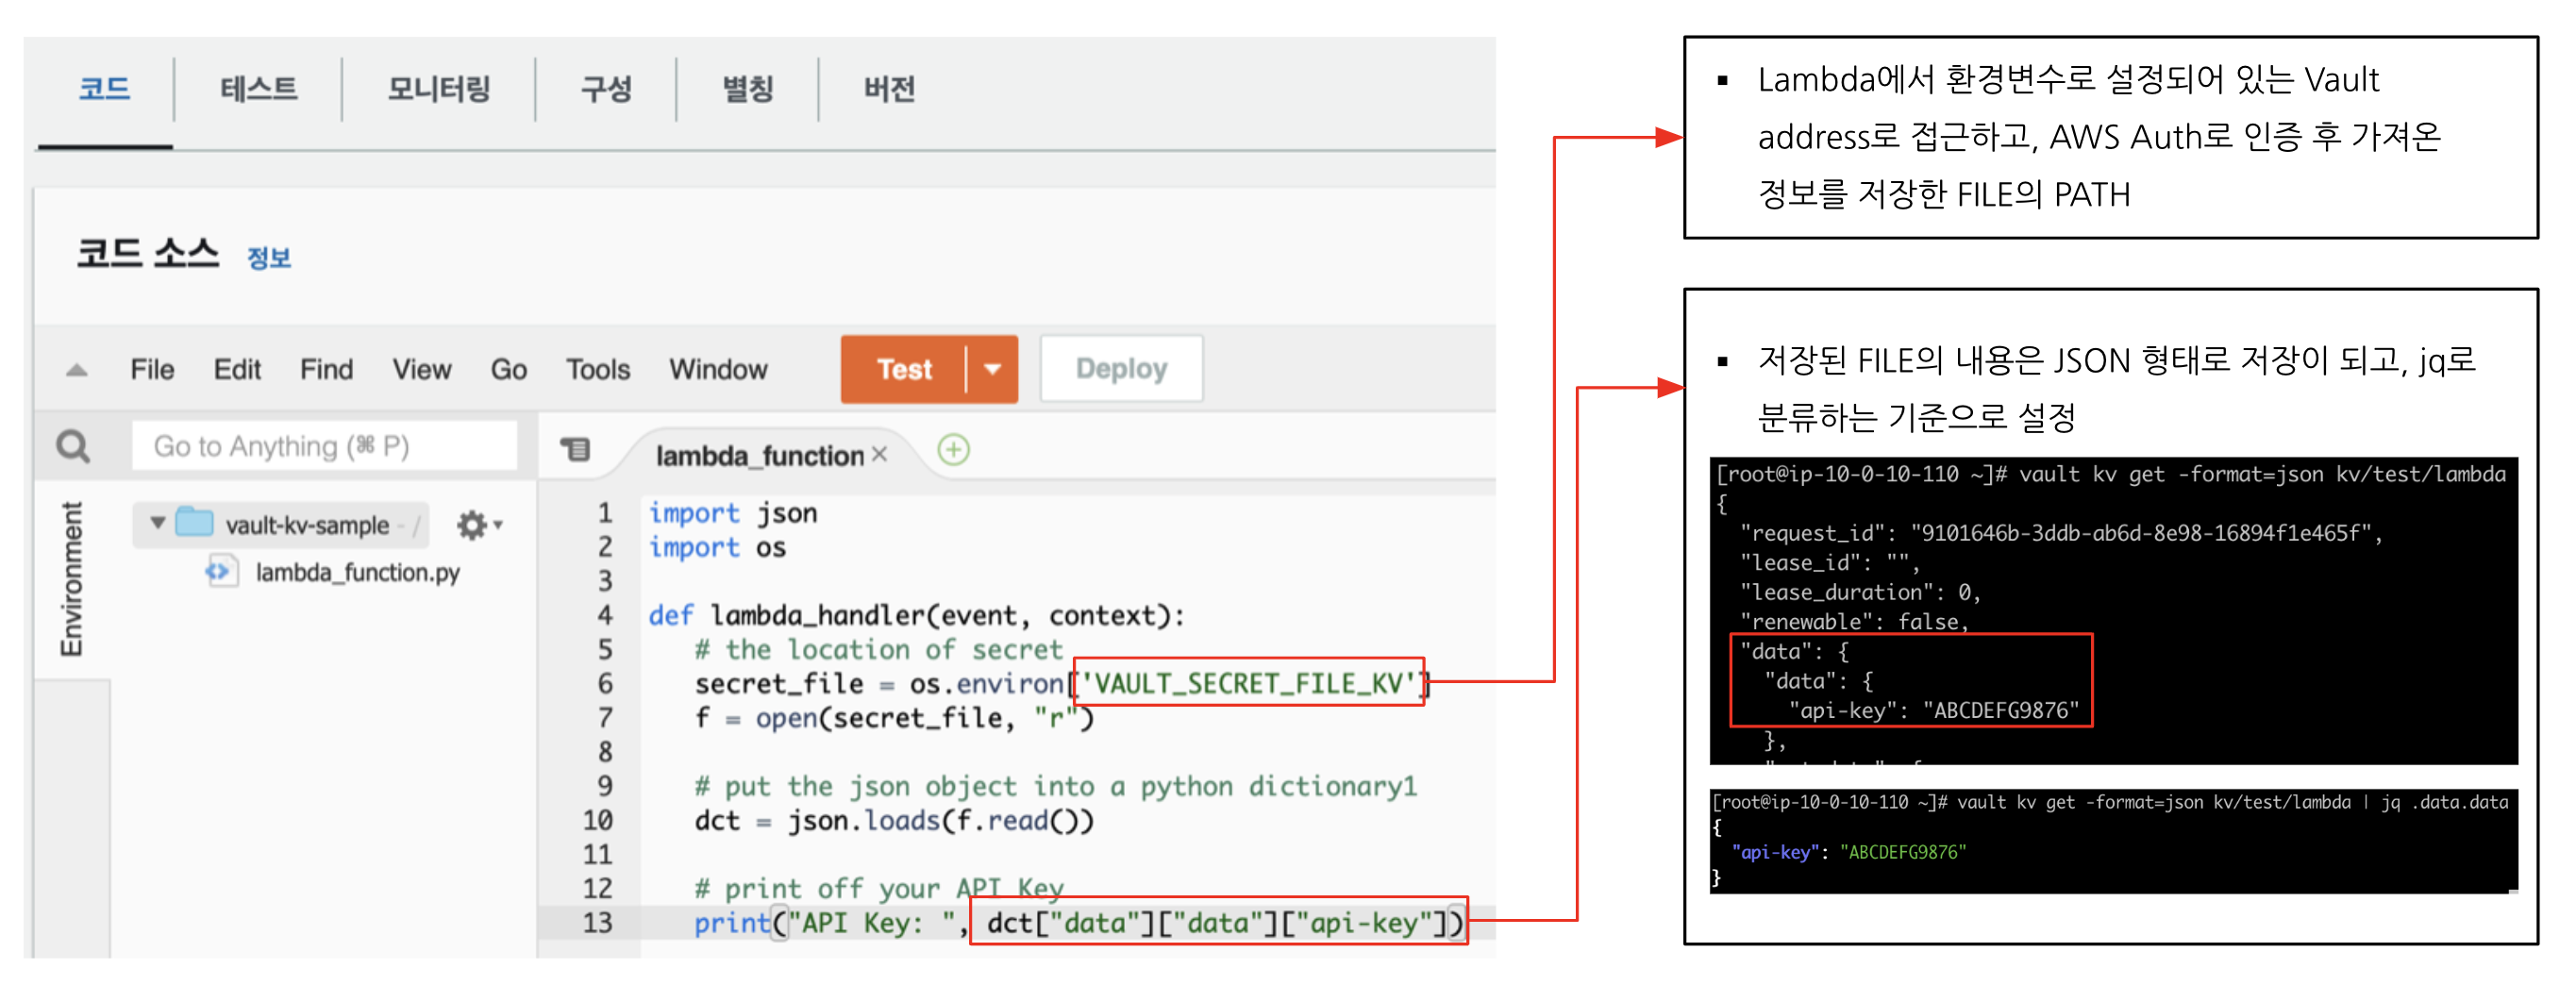 코드 테스트 모니터링 구성 별칭 버전
코드 소스 정보
File Edit Find View Go Tools Window Test Deploy
Go to Anything (⌘ P)
lambda_function
Environment
vault-kv-sample - /
lambda_function.py
1 import json
2 import os
3
4 def lambda_handler(event, context):
5 # the location of secret
6 secret_file = os.environ['VAULT_SECRET_FILE_KV']
7 f = open(secret_file, "r")
8
9 # put the json object into a python dictionary1
10 dct = json.loads(f.read())
11
12 # print off your API Key
13 print("API Key: ", dct["data"]["data"]["api-key"])
▪ Lambda에서 환경변수로 설정되어 있는 Vault
address로 접근하고, AWS Auth로 인증 후 가져온
정보를 저장한 FILE의 PATH
▪ 저장된 FILE의 내용은 JSON 형태로 저장이 되고, jq로
분류하는 기준으로 설정
[root@ip-10-0-10-110 ~]# vault kv get -format=json kv/test/lambda
{
"request_id": "9101646b-3ddb-ab6d-8e98-16894f1e465f",
"lease_id": "",
"lease_duration": 0,
"renewable": false,
"data": {
"data": {
"api-key": "ABCDEFG9876"
},
[root@ip-10-0-10-110 ~]# vault kv get -format=json kv/test/lambda | jq .data.data
{
"api-key": "ABCDEFG9876"
}